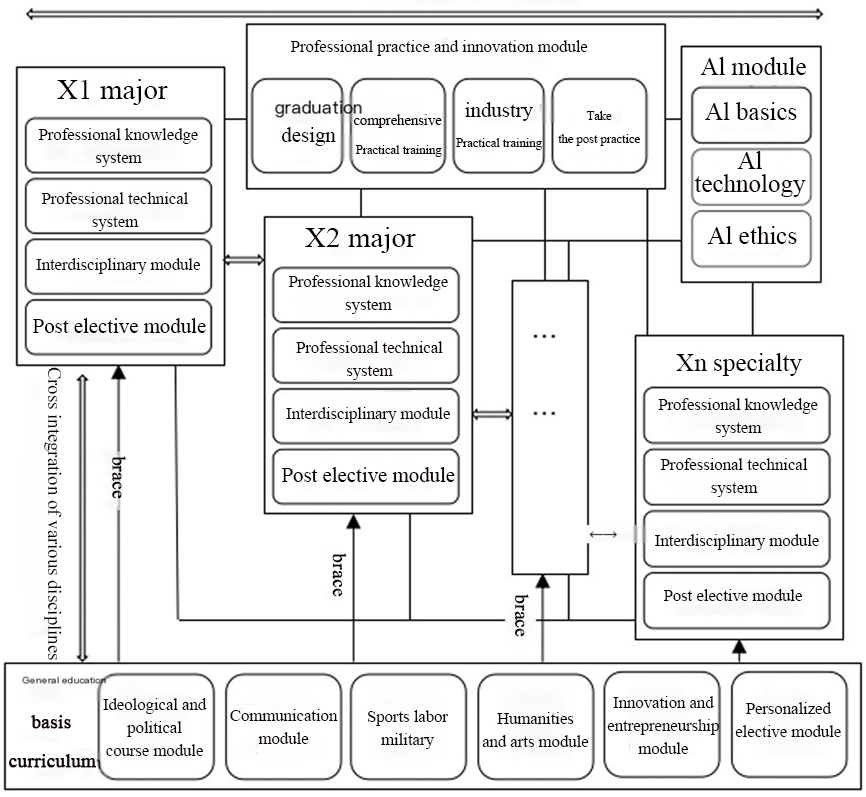 Professional practice and innovation module
graduation
design
comprehensive
Practical training
industry
Practical training
Take
the post practice
Al module
Al basics
Al
technology
Al ethics
X1 major
Professional knowledge
system
Professional technical
system
Interdisciplinary module
Post elective module
X2 major
Professional knowledge
system
Professional technical
system
Interdisciplinary module
Post elective module
...
...
Xn specialty
Professional knowledge
system
Professional technical
system
Interdisciplinary module
Post elective module
Cross integration of various disciplines
brace
brace
brace
General education
basis
curriculum
Ideological and
political
course module
Communication
module
Sports labor
military
Humanities
and arts module
Innovation and
entrepreneurship
module
Personalized
elective module